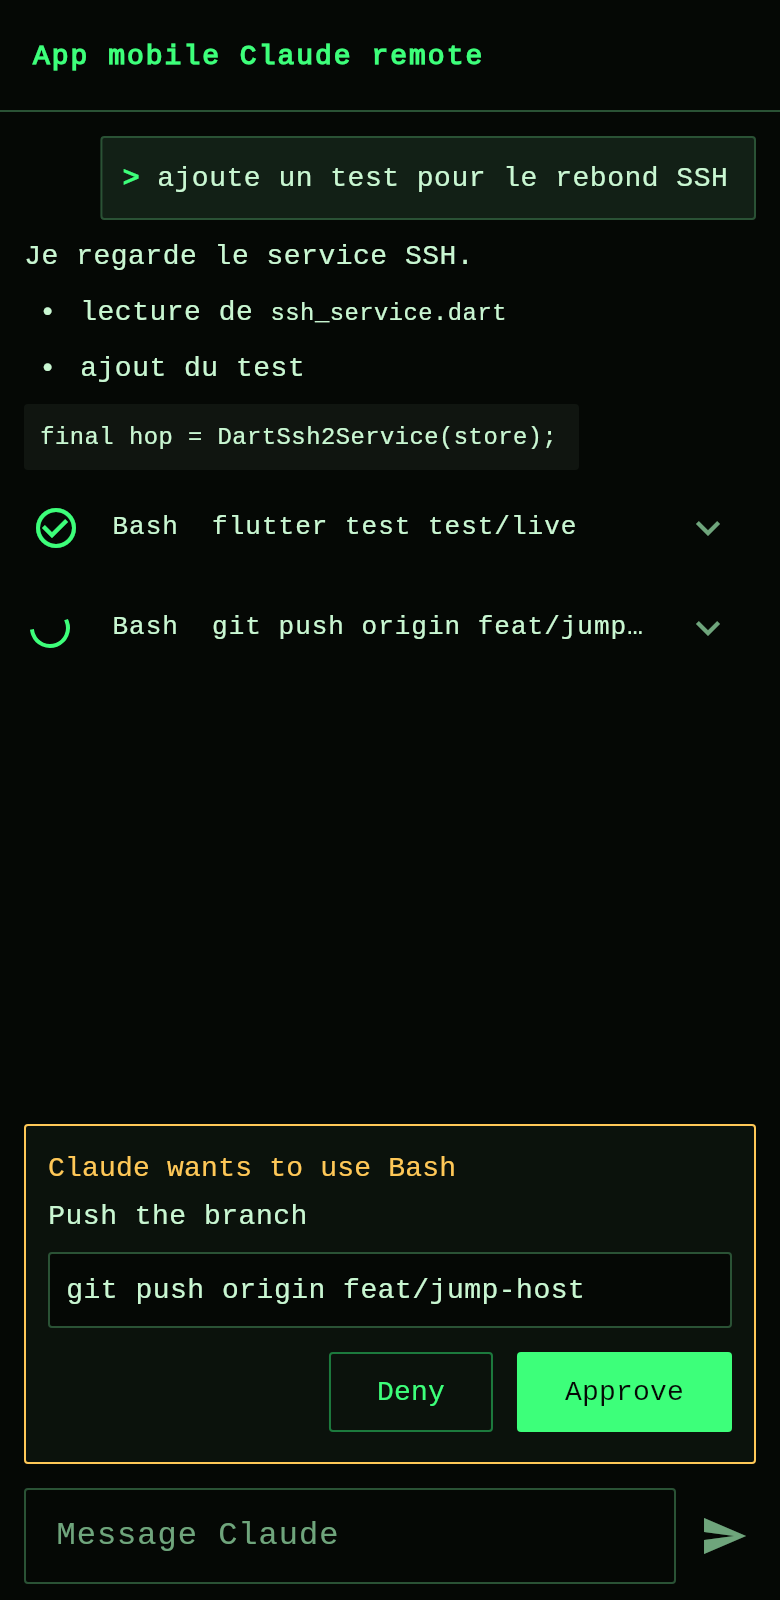 App mobile Claude remote
> ajoute un test pour le rebond SSH
Je regarde le service SSH.
• lecture de ssh_service.dart
• ajout du test
final hop = DartSsh2Service(store);
Bash flutter test test/live
Bash git push origin feat/jump…
Claude wants to use Bash
Push the branch
git push origin feat/jump-host
Deny Approve
Message Claude